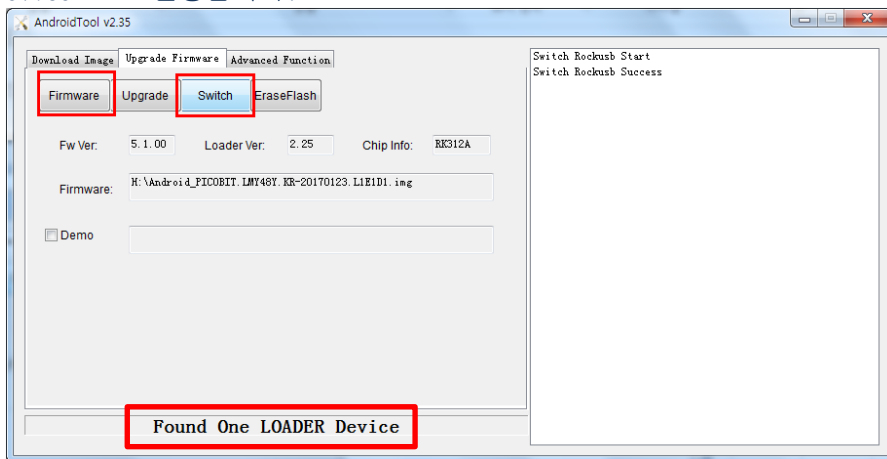 AndroidTool v2.35
Download Image Upgrade Firmware Advanced Function
Firmware Upgrade Switch EraseFlash
Fw Ver: 5.1.00 Loader Ver: 2.25 Chip Info: RK312A
Firmware: H:\Android_PICOBIT.LMY48Y.KR-20170123.L1E1D1.img
Demo
Found One LOADER Device
Switch Rockusb Start
Switch Rockusb Success